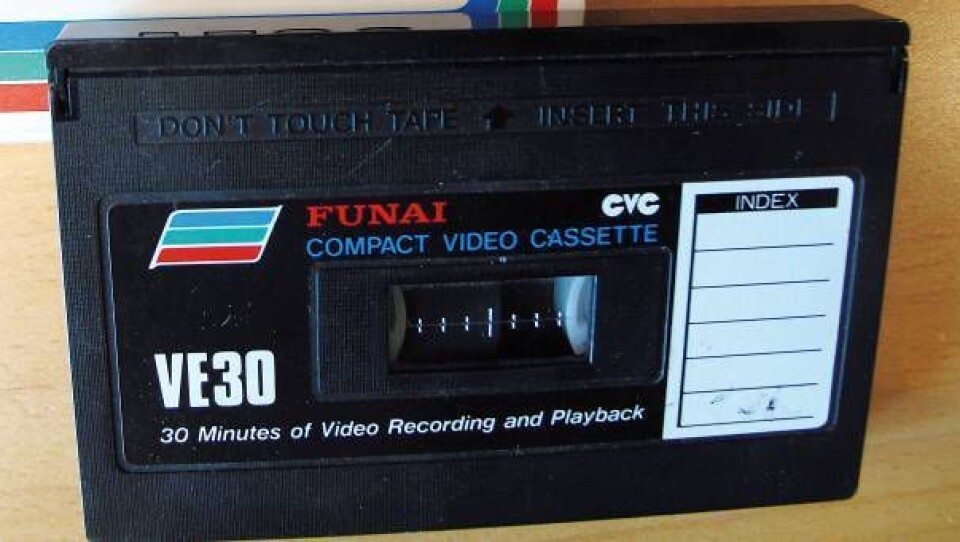 DON'T TOUCH TAPE ↑ INSERT THIS SIDE
FUNAI
CVC
COMPACT VIDEO CASSETTE
INDEX
VE30
30 Minutes of Video Recording and Playback